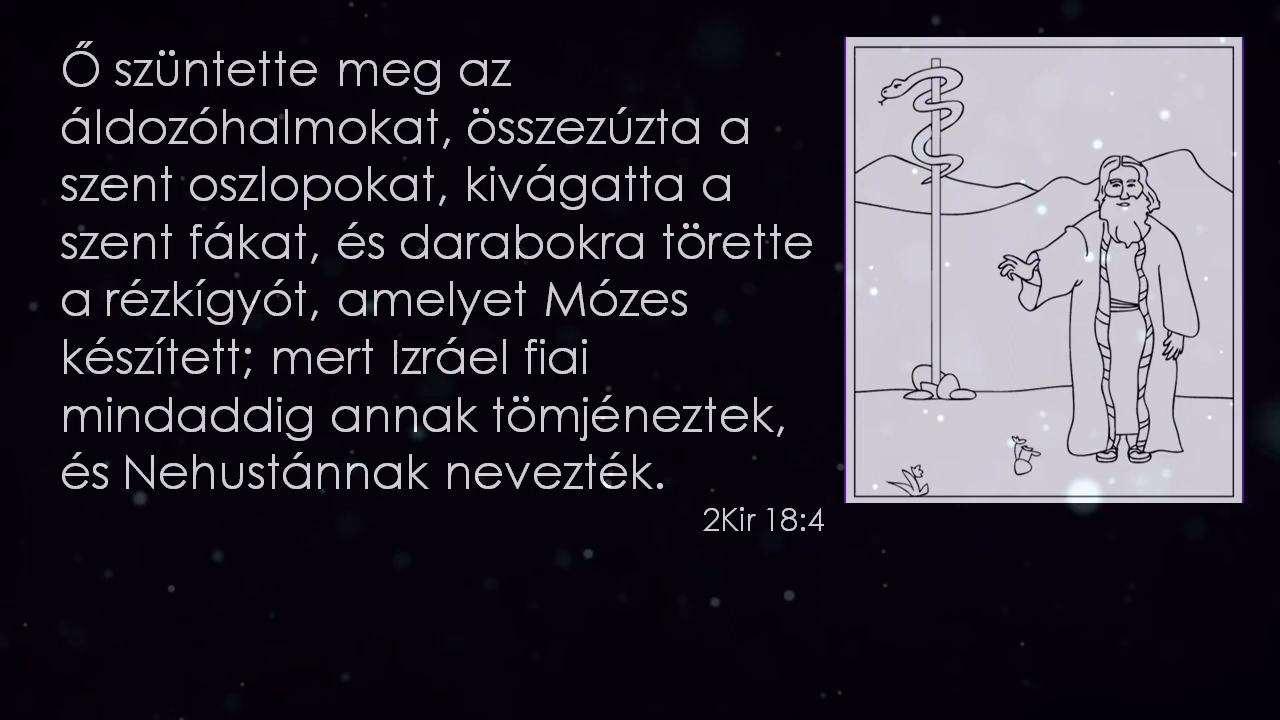 Ő szüntette meg az
áldozóhalmokat, összezúzta a
szent oszlopokat, kivágatta a
szent fákat, és darabokra törette
a rézkígyót, amelyet Mózes
készített; mert Izráel fiai
mindaddig annak tömjéneztek,
és Nehustánnak nevezték.
2Kir 18:4